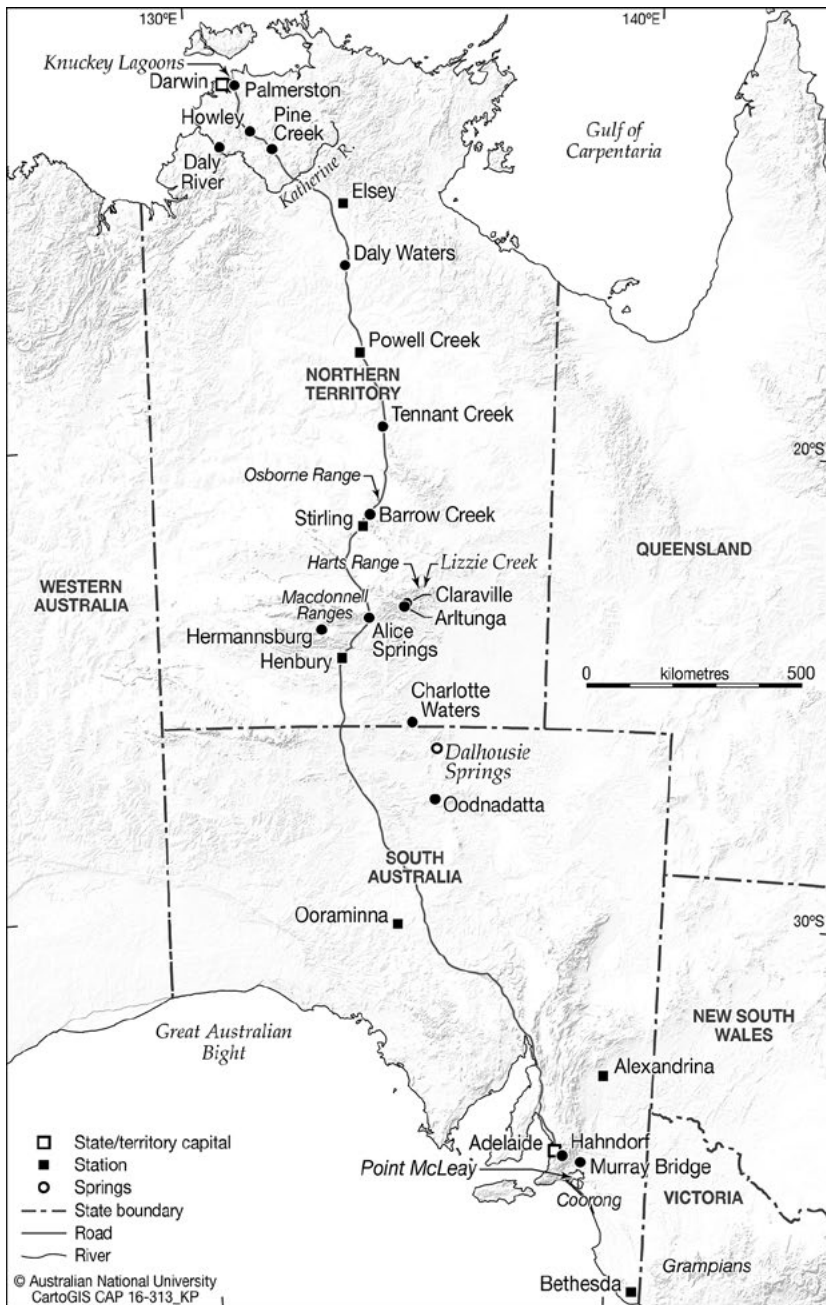 130°E
140°E
Knuckey Lagoons
Darwin
Palmerston
Howley
Pine
Creek
Daly
River
Katherine R.
Gulf of
Carpentaria
Elsey
Daly Waters
Powell Creek
NORTHERN
TERRITORY
Tennant Creek
20°S
Osborne Range
Barrow Creek
Stirling
QUEENSLAND
Harts Range
Lizzie Creek
WESTERN
AUSTRALIA
Macdonnell
Ranges
Claraville
Arltunga
Hermannsburg
Alice
Springs
Henbury
0 kilometres 500
Charlotte
Waters
Dalhousie
Springs
Oodnadatta
SOUTH
AUSTRALIA
Ooraminna
30°S
Great Australian
Bight
NEW SOUTH
WALES
Alexandrina
Adelaide
Hahndorf
Murray Bridge
Point McLeay
Coorong
VICTORIA
Grampians
Bethesda
State/territory capital
Station
Springs
State boundary
Road
River
© Australian National University
CartoGIS CAP 16-313_KP